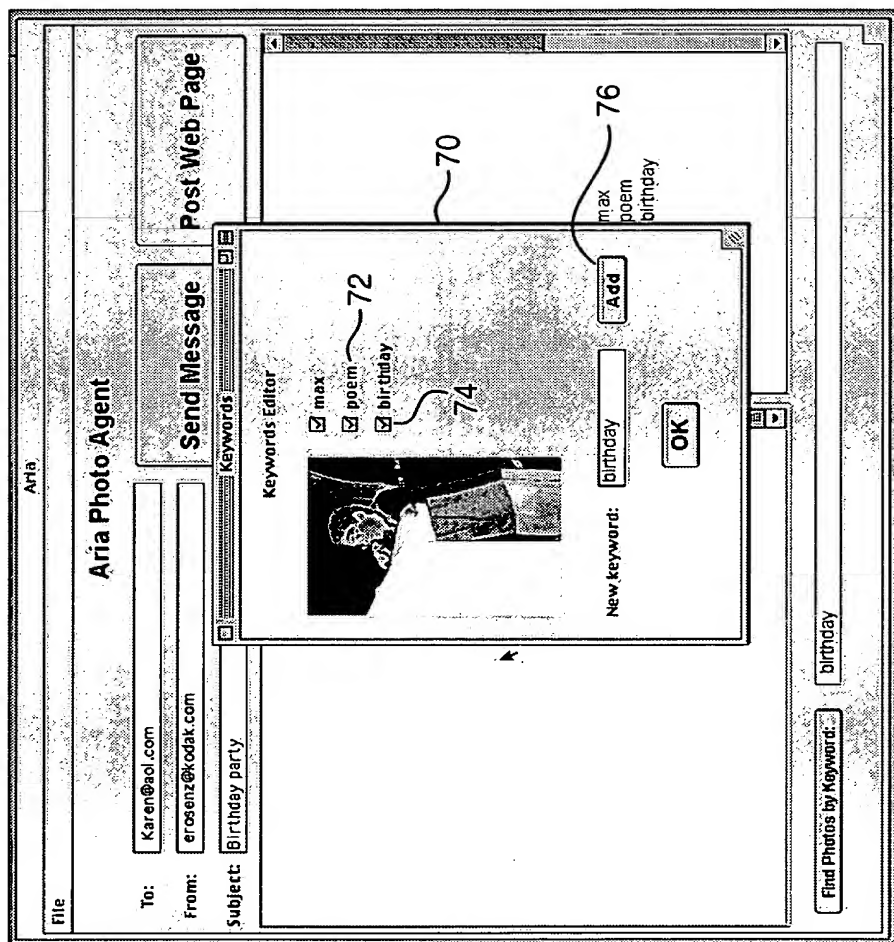 Aria
File
Aria Photo Agent
To: Karen@aol.com
From: erosenz@kodak.com
Subject: Birthday party
Send Message
Post Web Page
Keywords
Keywords Editor
max
poem
birthday
72
74
New keyword: birthday
Add
OK
70
76
max
poem
birthday
Find Photos by Keyword: birthday